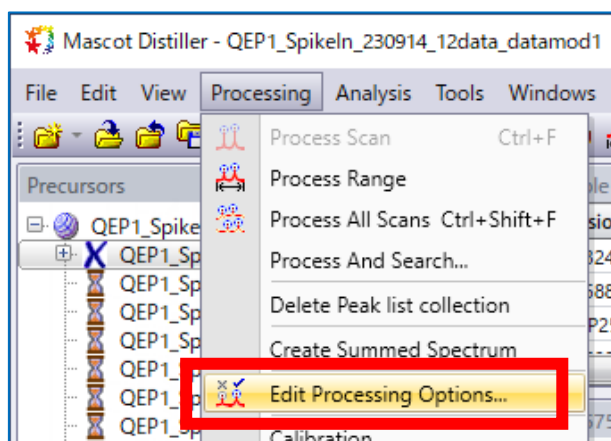 Mascot Distiller - QEP1_SpikeIn_230914_12data_datamod1
File Edit View Processing Analysis Tools Windows
Process Scan Ctrl+F
Precursors
Process Range
QEP1_Spike
Process All Scans Ctrl+Shift+F
QEP1_Sp
Process And Search...
QEP1_Sp
Delete Peak list collection
QEP1_Sp
QEP1_Sp
Create Summed Spectrum
QEP1_Sp
Edit Processing Options...
QEP1_Sp
Calibration